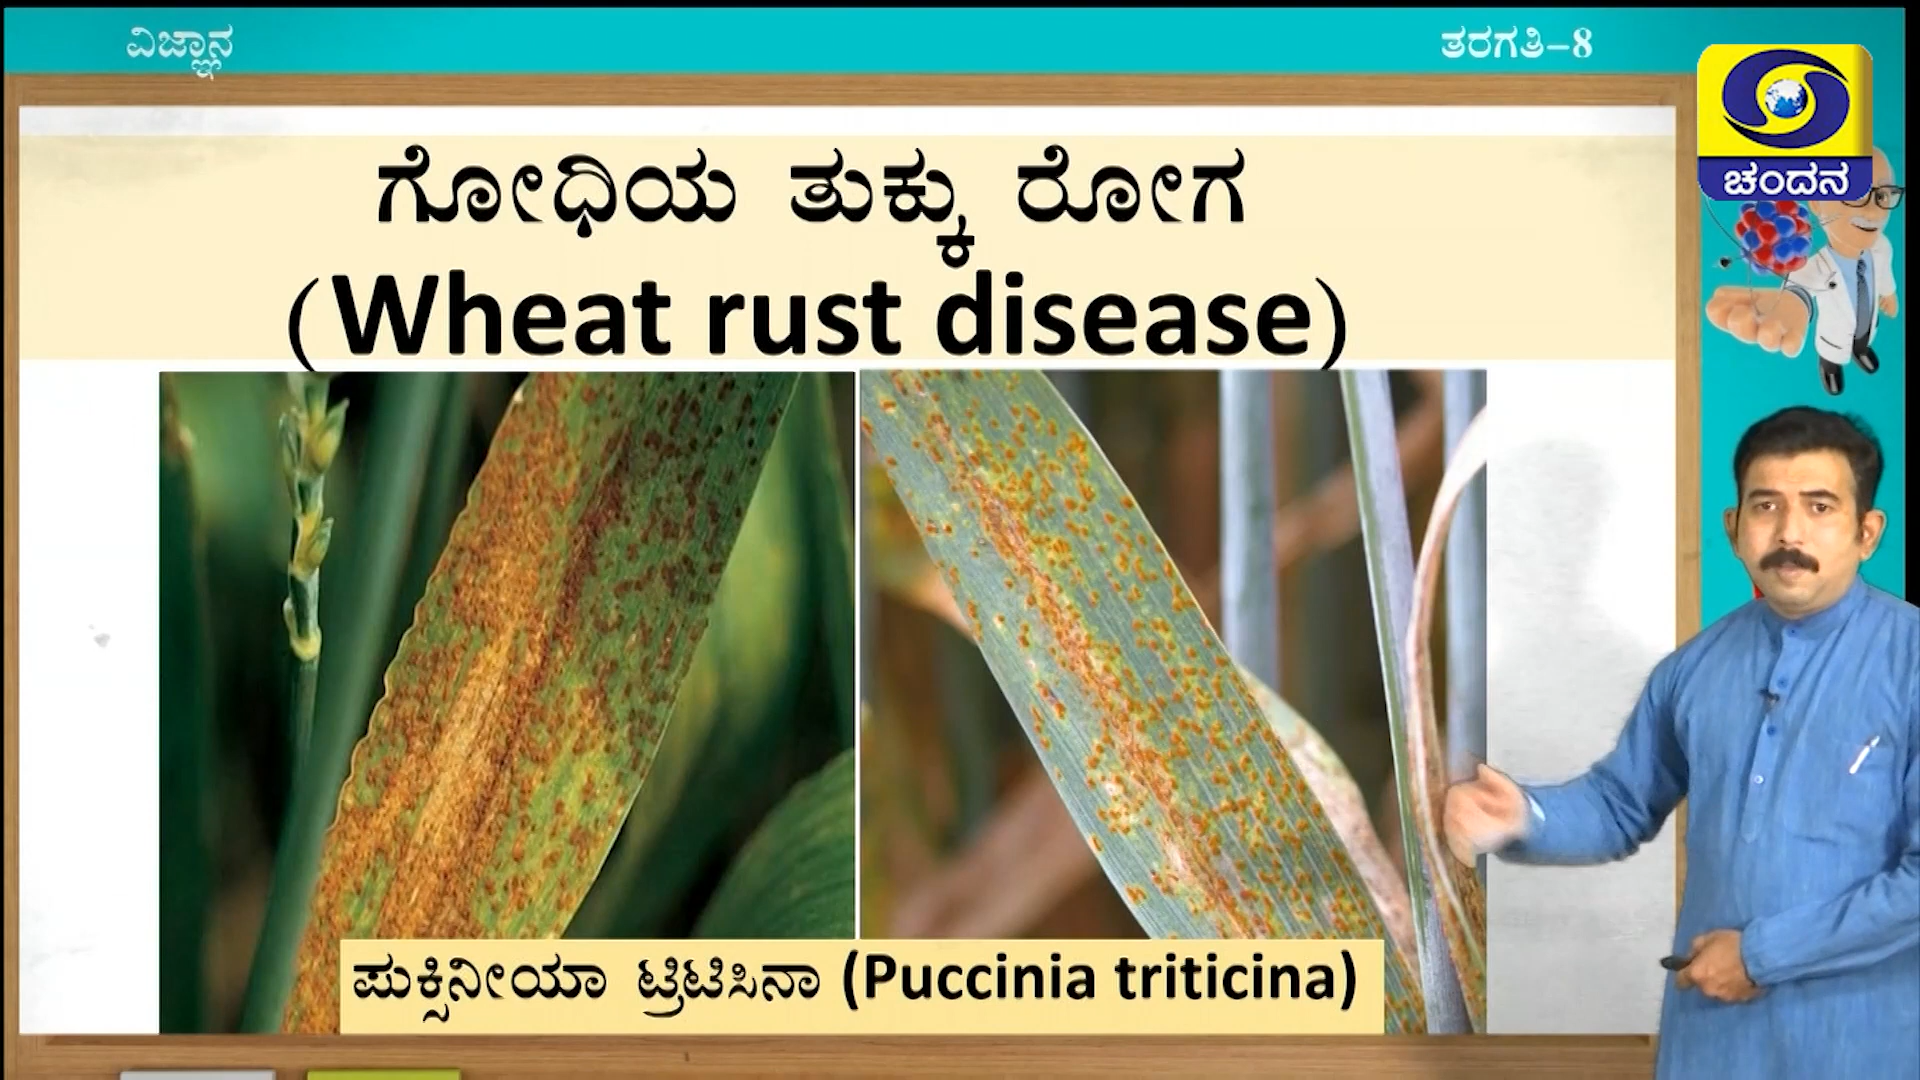 ವಿಜ್ಞಾನ
ತರಗತಿ-8
ಚಂದನ
ಗೋಧಿಯ ತುಕ್ಕು ರೋಗ
(Wheat rust disease)
ಪುಕ್ಸಿನೀಯಾ ಟ್ರಿಟಿಸಿನಾ (Puccinia triticina)